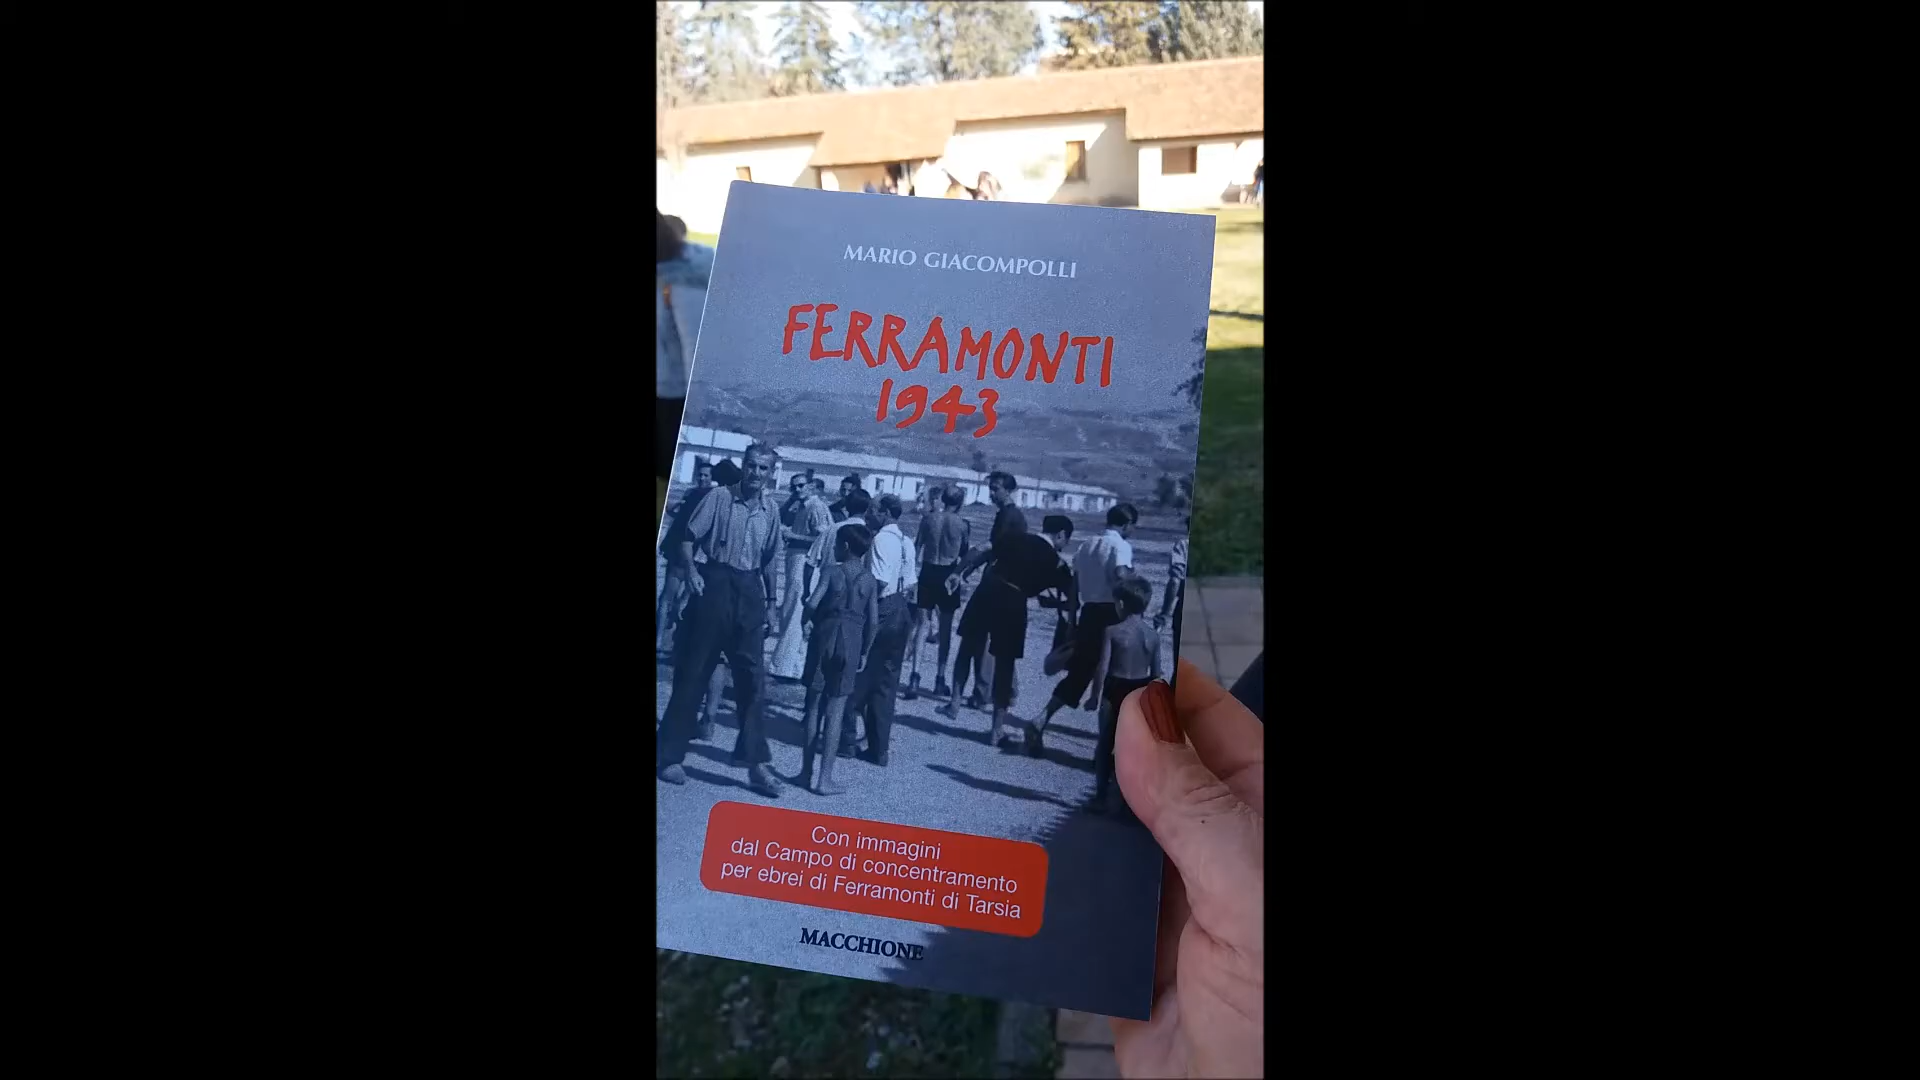 MARIO GIACOMPOLLI
FERRAMONTI
1943
Con immagini
dal Campo di concentramento
per ebrei di Ferramonti di Tarsia
MACCHIONE